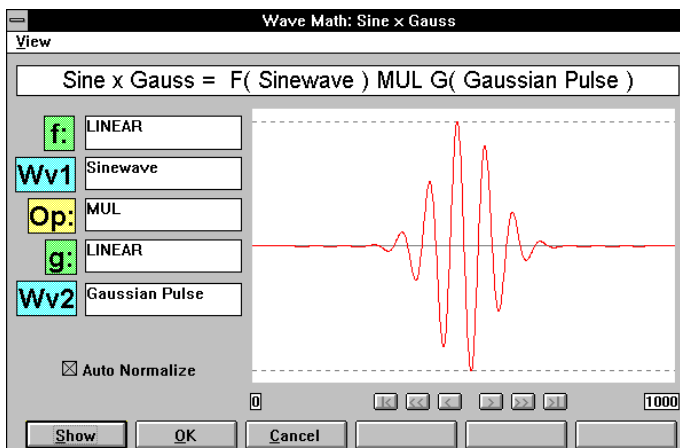 Wave Math: Sine x Gauss
View
Sine x Gauss = F( Sinewave ) MUL G( Gaussian Pulse )
f: LINEAR
Wv1 Sinewave
Op: MUL
g: LINEAR
Wv2 Gaussian Pulse
Auto Normalize
0 |< << < > >> >| 1000
Show OK Cancel